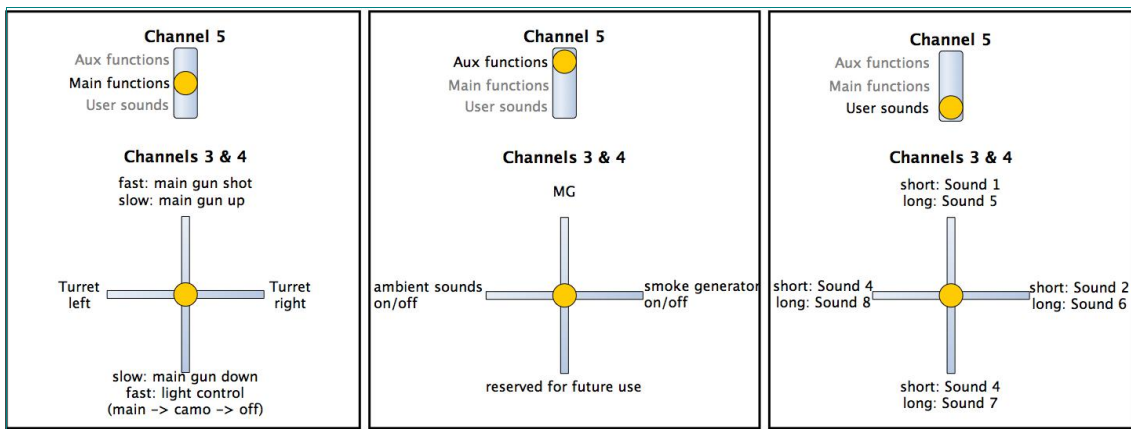 Channel 5
Aux functions
Main functions
User sounds
Channels 3 & 4
fast: main gun shot
slow: main gun up
Turret
left
Turret
right
slow: main gun down
fast: light control
(main -> camo -> off)
Channel 5
Aux functions
Main functions
User sounds
Channels 3 & 4
MG
ambient sounds
on/off
smoke generator
on/off
reserved for future use
Channel 5
Aux functions
Main functions
User sounds
Channels 3 & 4
short: Sound 1
long: Sound 5
short: Sound 4
long: Sound 8
short: Sound 2
long: Sound 6
short: Sound 4
long: Sound 7